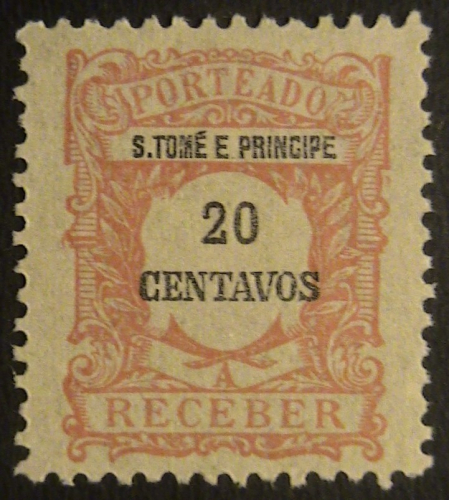 PORTEADO
S.TOMÉ E PRINCIPE
20
CENTAVOS
A
RECEBER